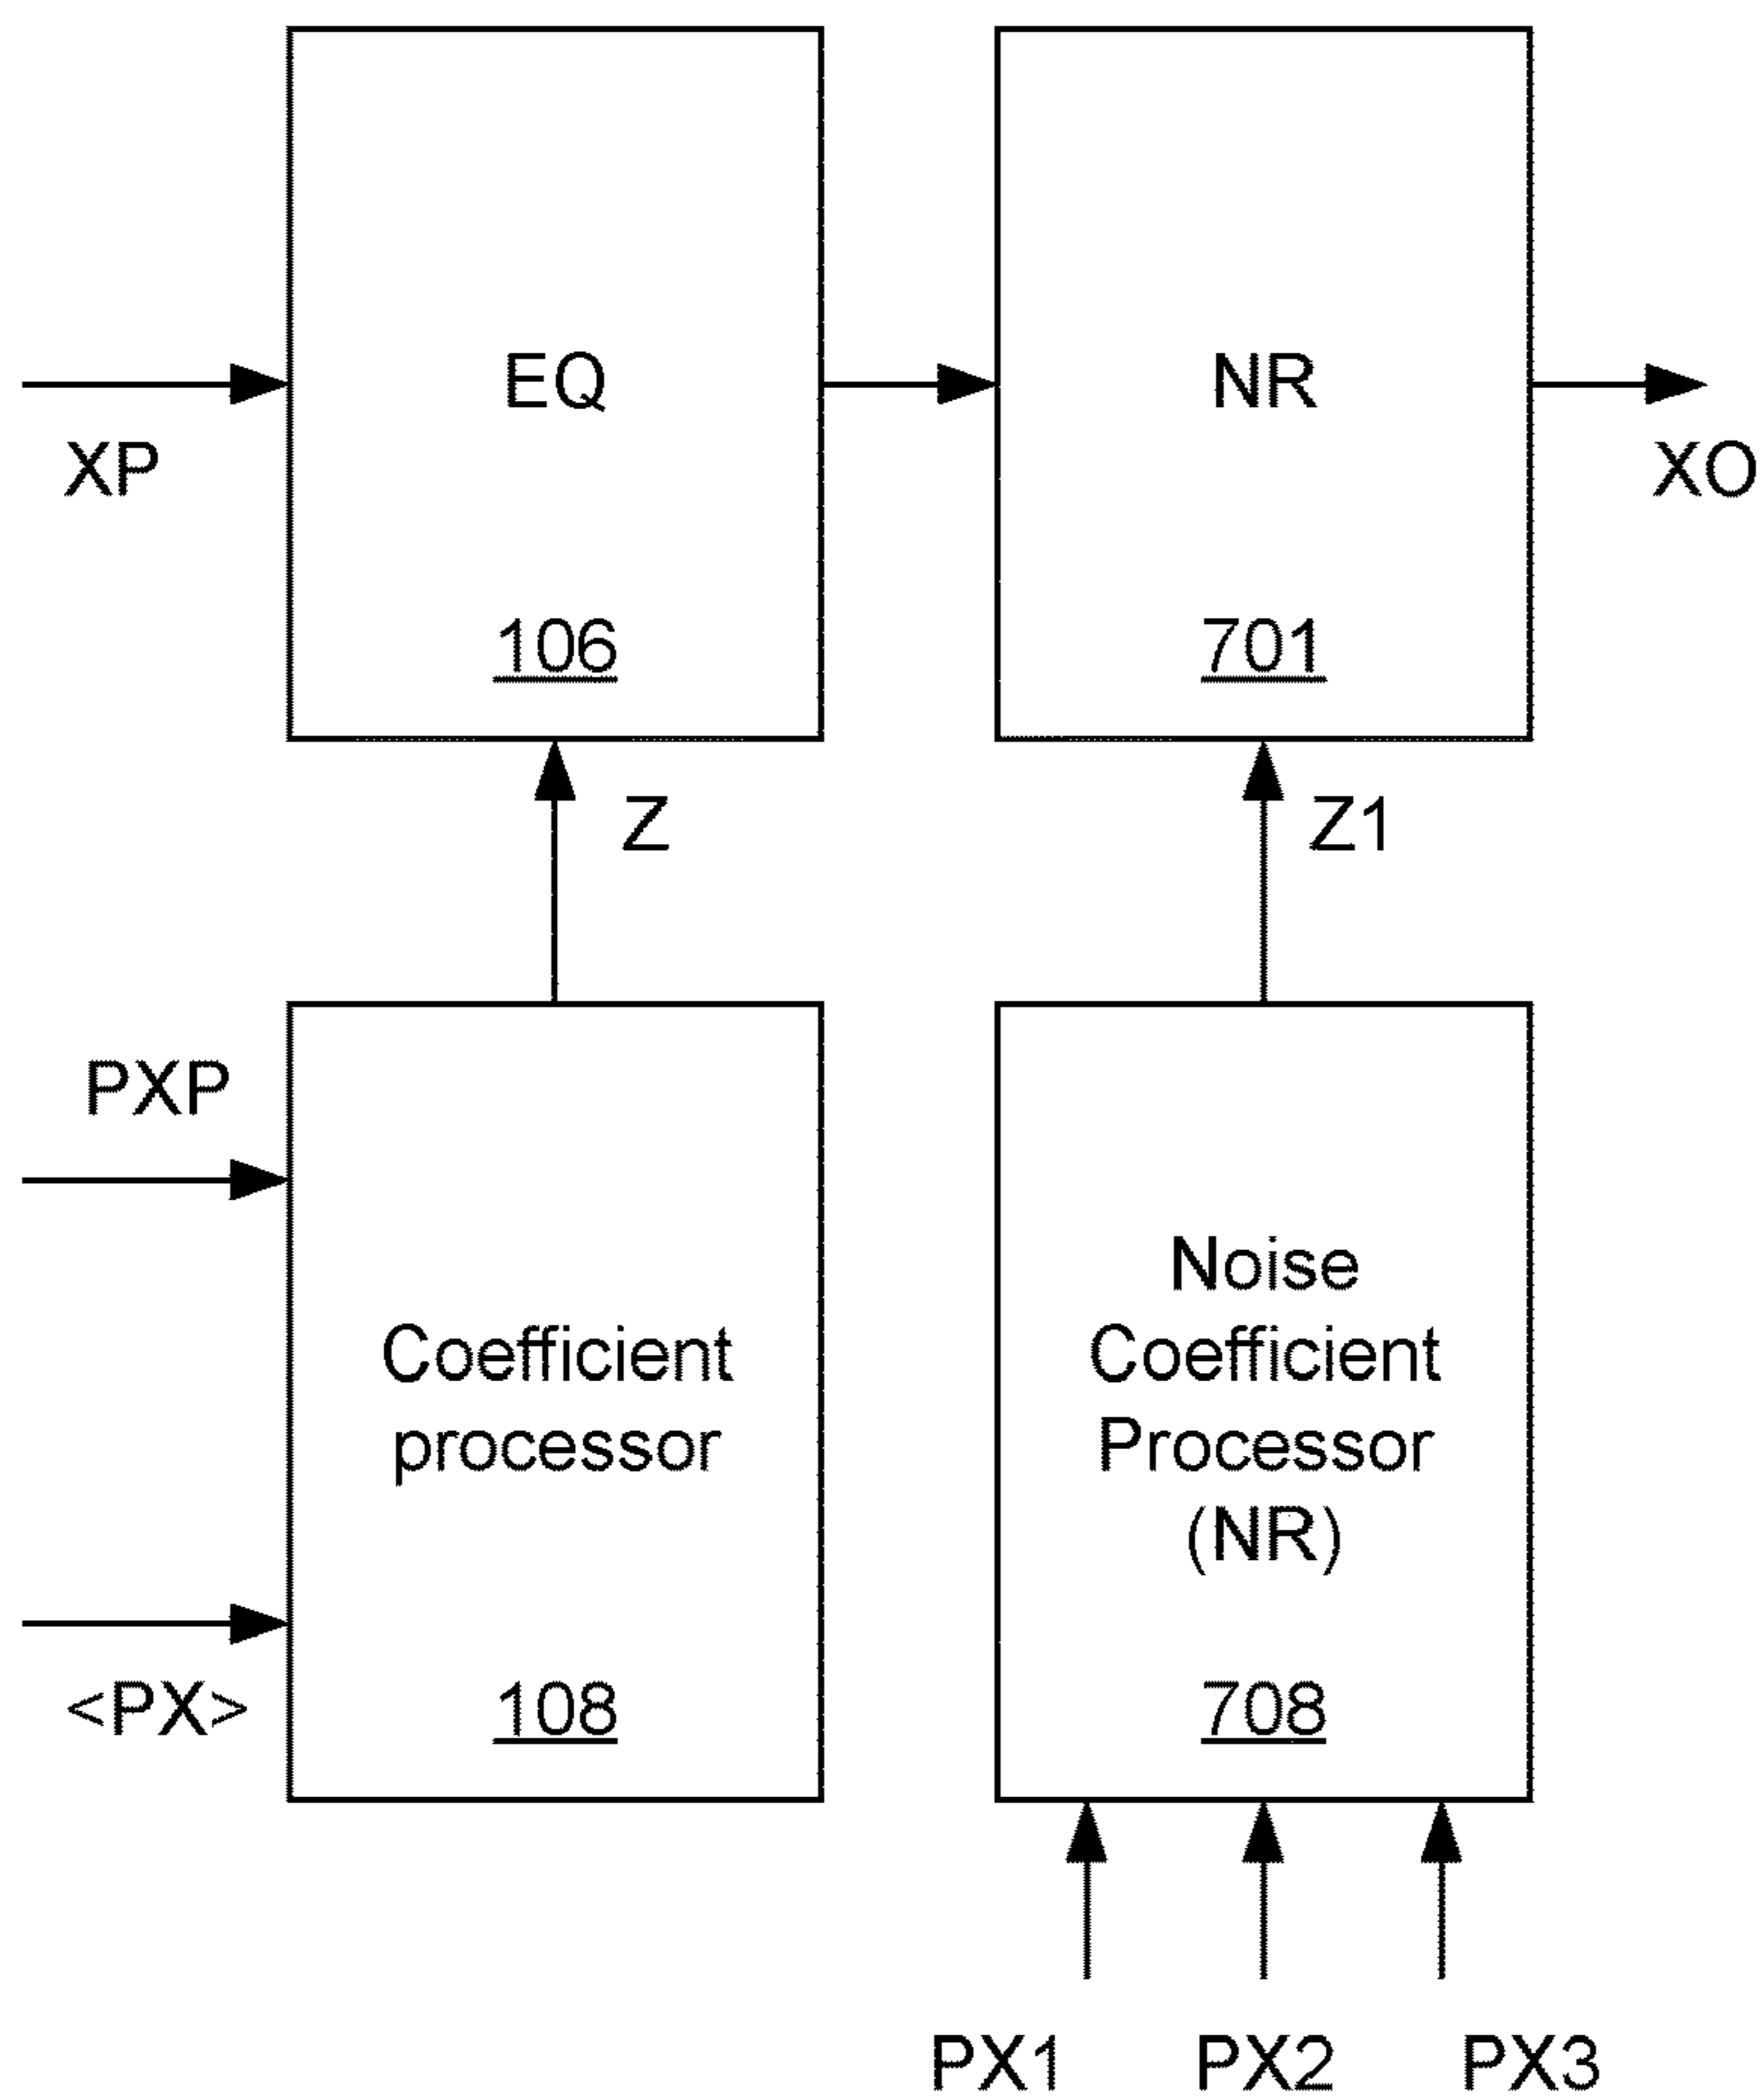 EQ
NR
XP
XO
106
701
Z
Z1
PXP
Coefficient
processor
Noise
Coefficient
Processor
(NR)
<PX>
108
708
PX1
PX2
PX3